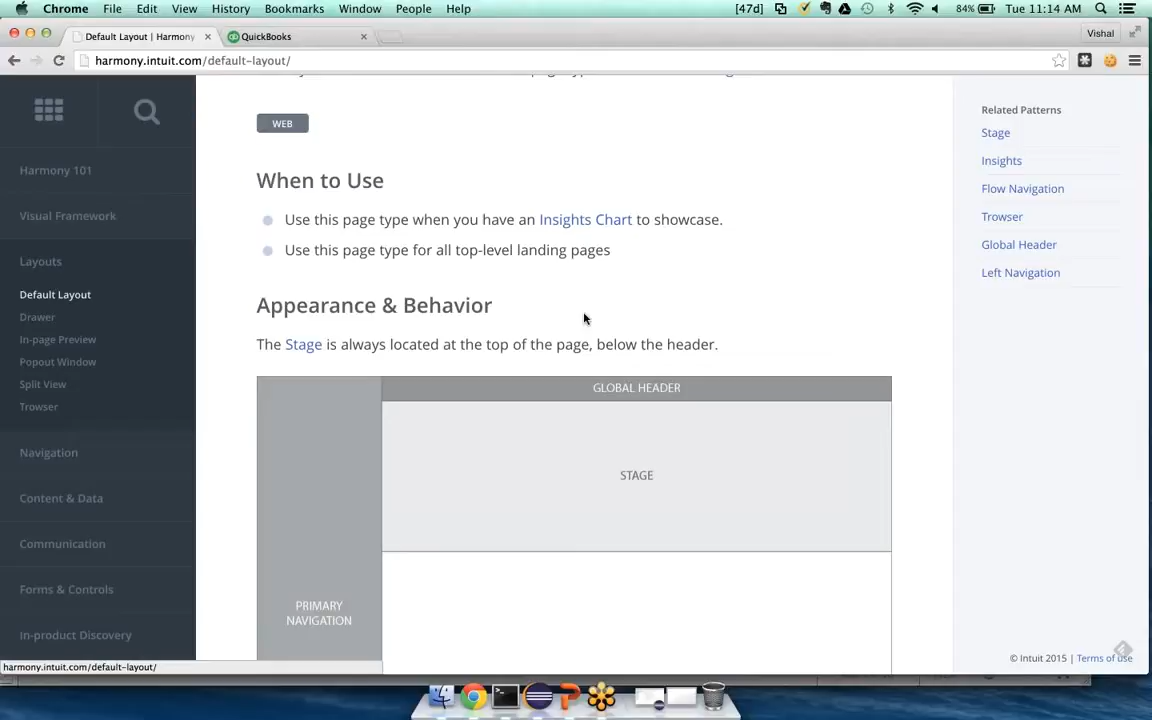 Chrome File Edit View History Bookmarks Window People Help [47d] 84% Tue 11:14 AM
Default Layout | Harmony × QuickBooks × Vishal
harmony.intuit.com/default-layout/
WEB
When to Use
Use this page type when you have an Insights Chart to showcase.
Use this page type for all top-level landing pages
Appearance & Behavior
The Stage is always located at the top of the page, below the header.
GLOBAL HEADER
STAGE
PRIMARY
NAVIGATION
Harmony 101
Visual Framework
Layouts
Default Layout
Drawer
In-page Preview
Popout Window
Split View
Trowser
Navigation
Content & Data
Communication
Forms & Controls
In-product Discovery
harmony.intuit.com/default-layout/
Related Patterns
Stage
Insights
Flow Navigation
Trowser
Global Header
Left Navigation
© Intuit 2015 | Terms of use